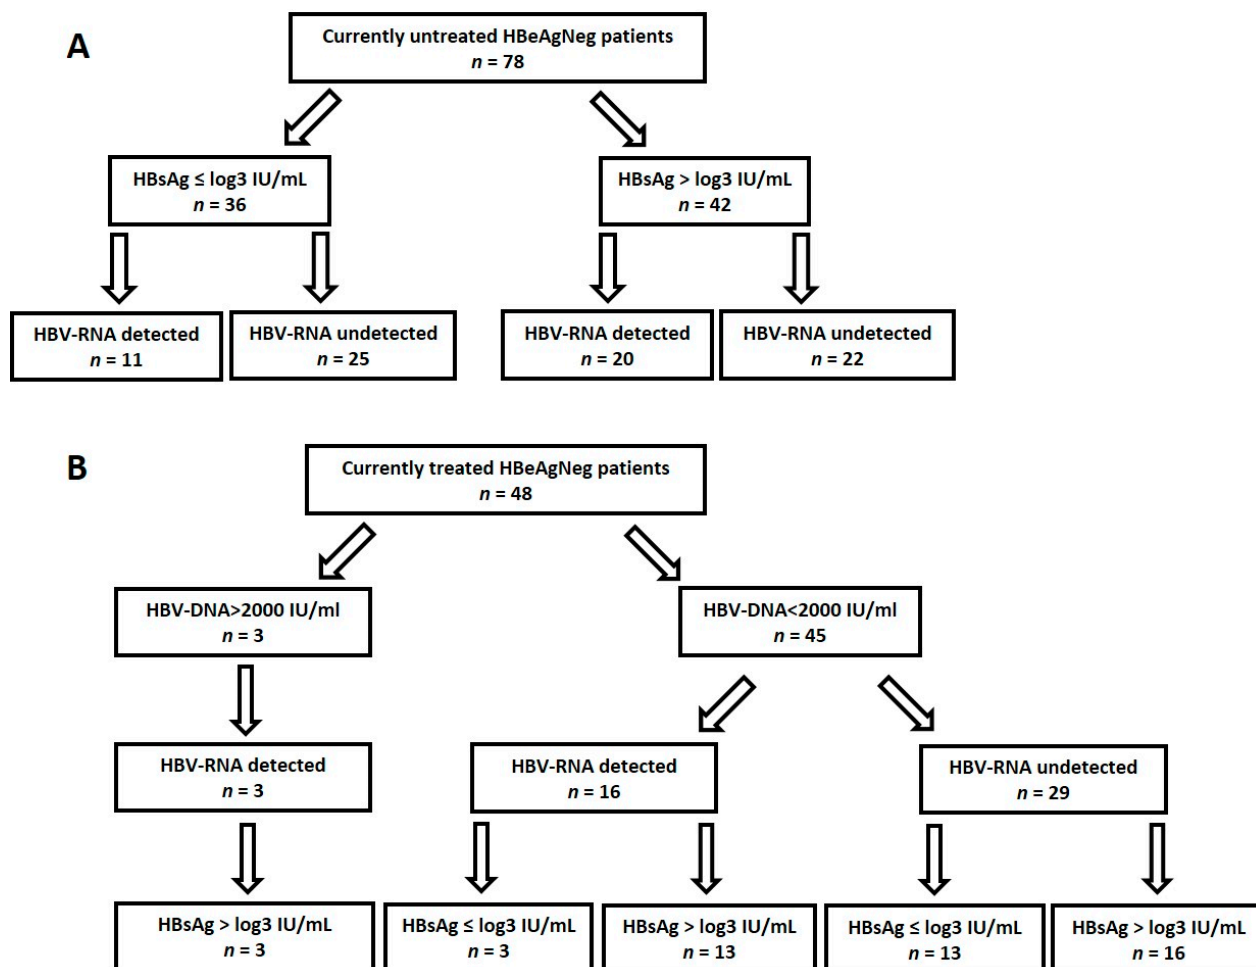 A
Currently untreated HBeAgNeg patients
n = 78
HBsAg ≤ log3 IU/mL
n = 36
HBsAg > log3 IU/mL
n = 42
HBV-RNA detected
n = 11
HBV-RNA undetected
n = 25
HBV-RNA detected
n = 20
HBV-RNA undetected
n = 22
B
Currently treated HBeAgNeg patients
n = 48
HBV-DNA>2000 IU/ml
n = 3
HBV-DNA<2000 IU/ml
n = 45
HBV-RNA detected
n = 3
HBV-RNA detected
n = 16
HBV-RNA undetected
n = 29
HBsAg > log3 IU/mL
n = 3
HBsAg ≤ log3 IU/mL
n = 3
HBsAg > log3 IU/mL
n = 13
HBsAg ≤ log3 IU/mL
n = 13
HBsAg > log3 IU/mL
n = 16